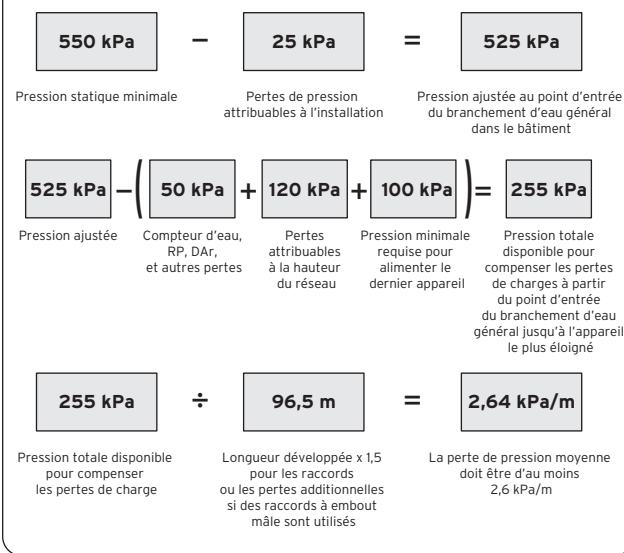 550 kPa − 25 kPa = 525 kPa
Pression statique minimale
Pertes de pression
attribuables à l'installation
Pression ajustée au point d'entrée
du branchement d'eau général
dans le bâtiment
525 kPa −( 50 kPa + 120 kPa + 100 kPa )= 255 kPa
Pression ajustée
Compteur d'eau,
RP, DAr,
et autres pertes
Pertes
attribuables
à la hauteur
du réseau
Pression minimale
requise pour
alimenter le
dernier appareil
Pression totale
disponible pour
compenser les pertes
de charges à partir
du point d'entrée
du branchement d'eau
général jusqu'à l'appareil
le plus éloigné
255 kPa ÷ 96,5 m = 2,64 kPa/m
Pression totale disponible
pour compenser
les pertes de charge
Longueur développée x 1,5
pour les raccords
ou les pertes additionnelles
si des raccords à embout
mâle sont utilisés
La perte de pression moyenne
doit être d'au moins
2,6 kPa/m